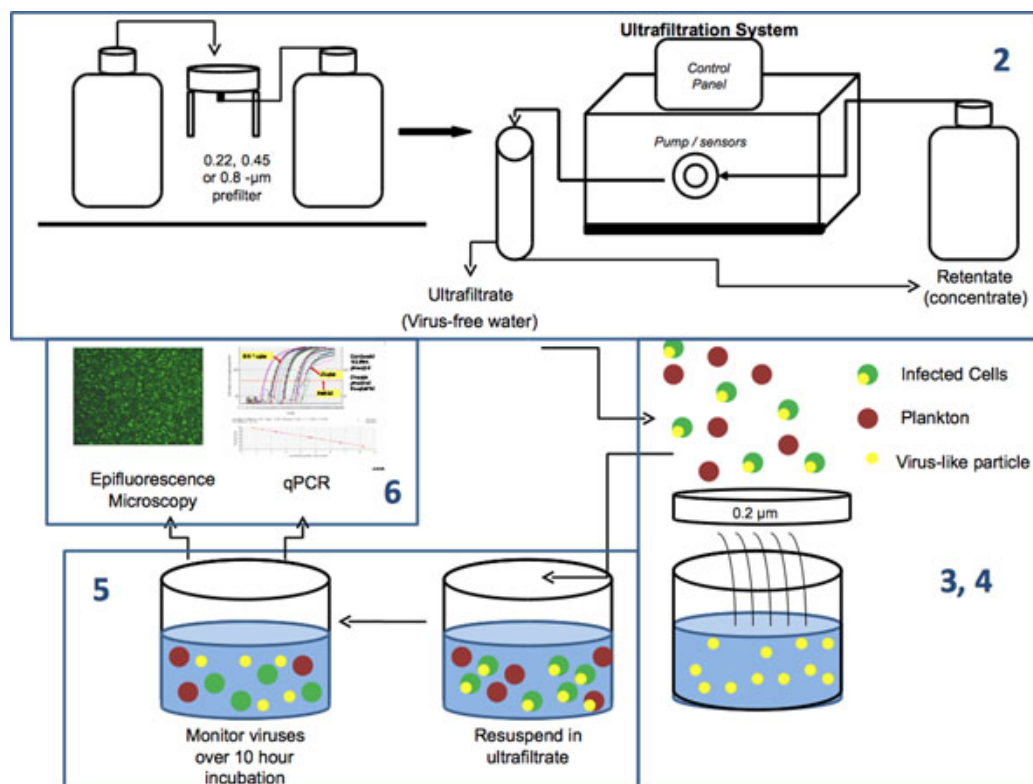 Ultrafiltration System
2
Control
Panel
Pump / sensors
0.22, 0.45
or 0.8 -µm
prefilter
Ultrafiltrate
(Virus-free water)
Retentate
(concentrate)
Epifluorescence
Microscopy
qPCR
6
Infected Cells
Plankton
Virus-like particle
0.2 µm
3, 4
5
Monitor viruses
over 10 hour
incubation
Resuspend in
ultrafiltrate